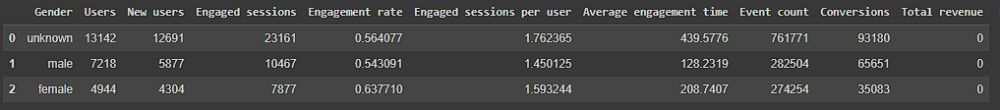 Gender Users New users Engaged sessions Engagement rate Engaged sessions per user Average engagement time Event count Conversions Total revenue
0 unknown 13142 12691 23161 0.564077 1.762365 439.5776 761771 93180 0
1 male 7218 5877 10467 0.543091 1.450125 128.2319 282504 65651 0
2 female 4944 4304 7877 0.637710 1.593244 208.7407 274254 35083 0